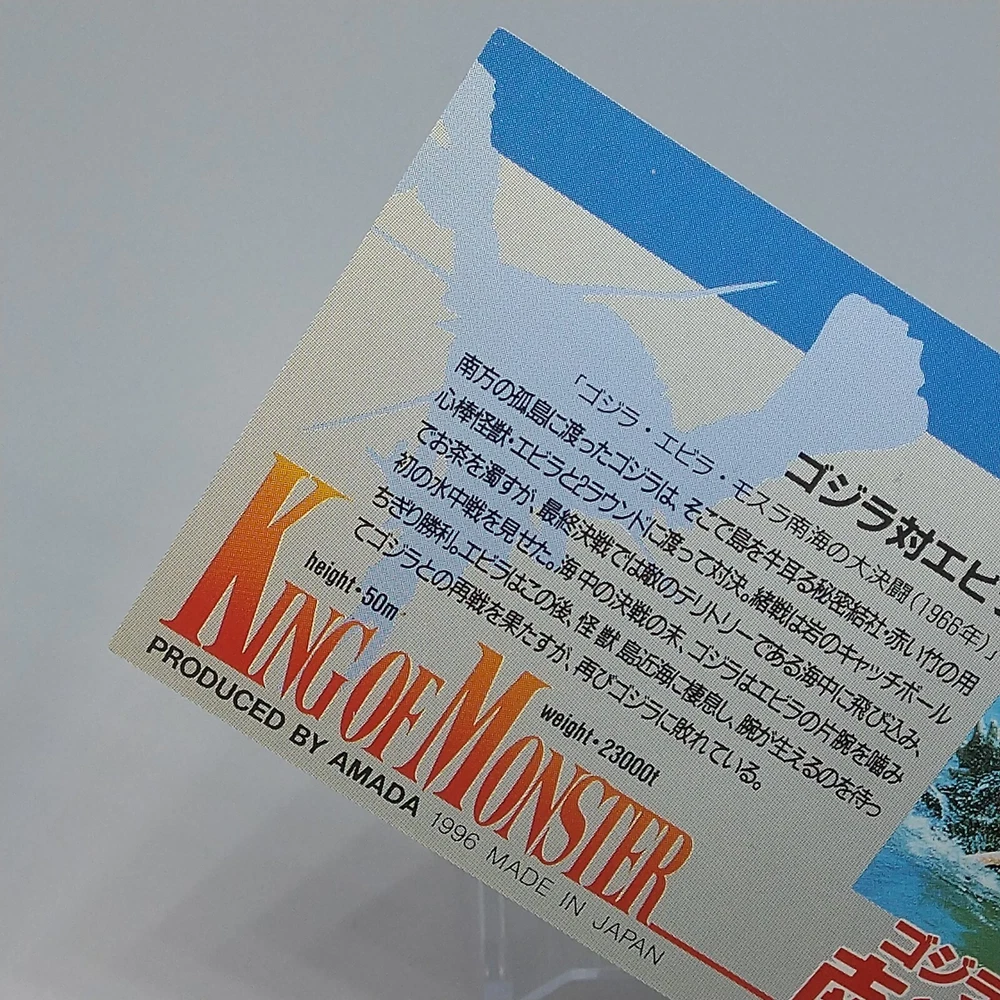 ゴジラ対エビ
「ゴジラ・エビラ・モスラ南海の大決闘(1966年)」
南方の孤島に渡ったゴジラは、そこで島を牛耳る秘密結社・赤い竹の用
心棒怪獣・エビラと2ラウンドに渡って対決。緒戦は岩のキャッチボール
でお茶を濁すが、最終決戦では敵のテリトリーである海中に飛び込み、
初の水中戦を見せた。海中の決戦の末、ゴジラはエビラの片腕を噛み
ちぎり勝利。エビラはこの後、怪獣島近海に棲息し、腕が生えるのを待っ
てゴジラとの再戦を果たすが、再びゴジラに敗れている。
height・50m
weight・23000t
KING OF MONSTER
PRODUCED BY AMADA 1996 MADE IN JAPAN
ゴジラ
南